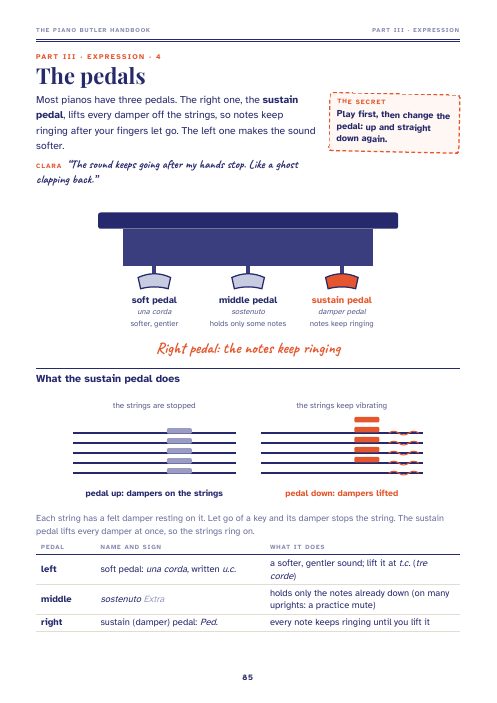 THE PIANO BUTLER HANDBOOK
PART III · EXPRESSION
PART III · EXPRESSION · 4
The pedals
Most pianos have three pedals. The right one, the sustain
pedal, lifts every damper off the strings, so notes keep
ringing after your fingers let go. The left one makes the sound
softer.
CLARA "The sound keeps going after my hands stop. Like a ghost
clapping back."
THE SECRET
Play first, then change the
pedal: up and straight
down again.
soft pedal
una corda
softer, gentler
middle pedal
sostenuto
holds only some notes
sustain pedal
damper pedal
notes keep ringing
Right pedal: the notes keep ringing
What the sustain pedal does
the strings are stopped
the strings keep vibrating
pedal up: dampers on the strings
pedal down: dampers lifted
Each string has a felt damper resting on it. Let go of a key and its damper stops the string. The sustain
pedal lifts every damper at once, so the strings ring on.
PEDAL NAME AND SIGN WHAT IT DOES
left soft pedal: una corda, written u.c. a softer, gentler sound; lift it at t.c. (tre
corde)
middle sostenuto Extra holds only the notes already down (on many
uprights: a practice mute)
right sustain (damper) pedal: Ped. every note keeps ringing until you lift it
85